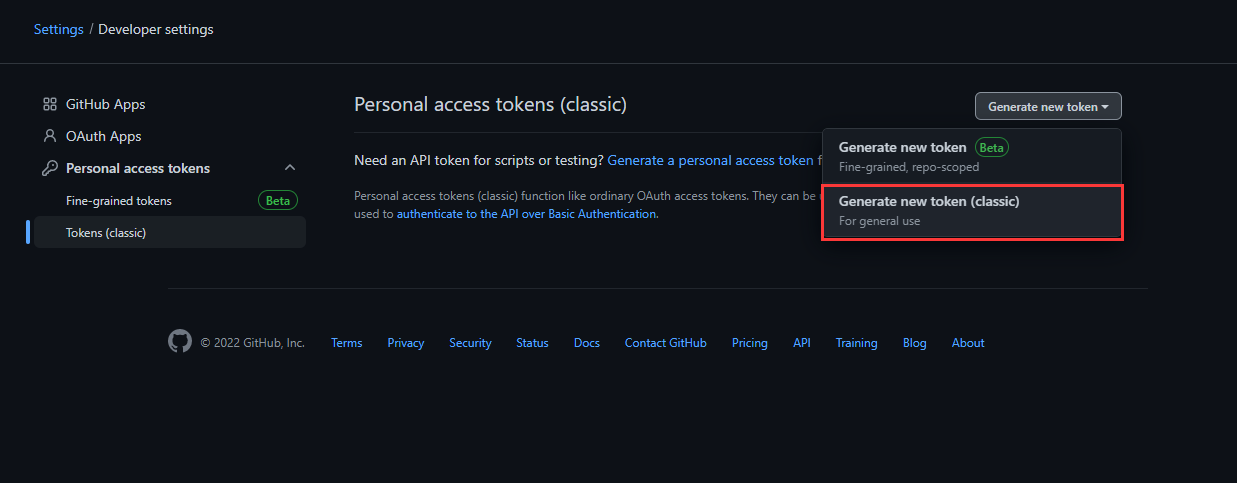 Settings / Developer settings
GitHub Apps
OAuth Apps
Personal access tokens
Fine-grained tokens Beta
Tokens (classic)
Personal access tokens (classic)
Generate new token
Need an API token for scripts or testing? Generate a personal access token
Personal access tokens (classic) function like ordinary OAuth access tokens. They can be
used to authenticate to the API over Basic Authentication.
Generate new token Beta
Fine-grained, repo-scoped
Generate new token (classic)
For general use
© 2022 GitHub, Inc. Terms Privacy Security Status Docs Contact GitHub Pricing API Training Blog About